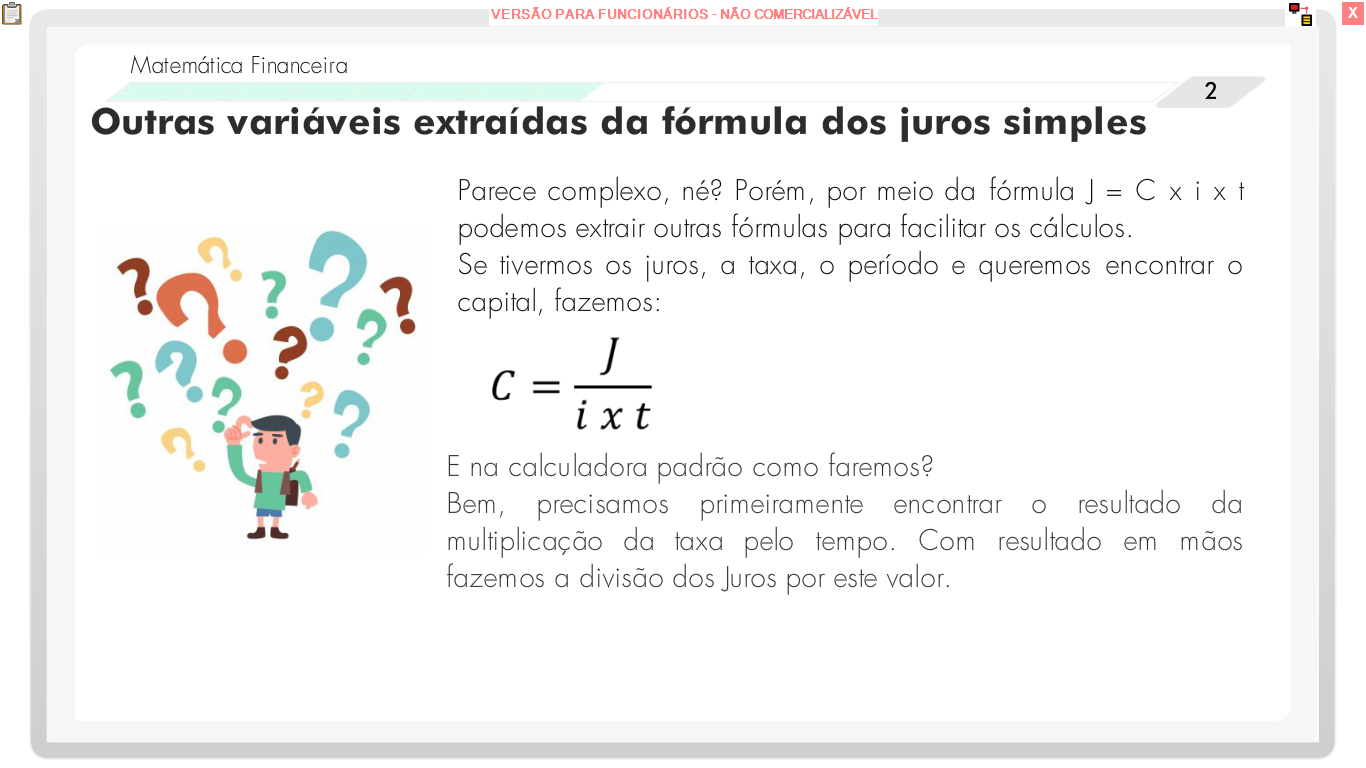 VERSÃO PARA FUNCIONÁRIOS - NÃO COMERCIALIZÁVEL
X
Matemática Financeira
2
Outras variáveis extraídas da fórmula dos juros simples
Parece complexo, né? Porém, por meio da fórmula J = C x i x t
podemos extrair outras fórmulas para facilitar os cálculos.
Se tivermos os juros, a taxa, o período e queremos encontrar o
capital, fazemos:
J
C =
i x t
E na calculadora padrão como faremos?
Bem, precisamos primeiramente encontrar o resultado da
multiplicação da taxa pelo tempo. Com resultado em mãos
fazemos a divisão dos Juros por este valor.